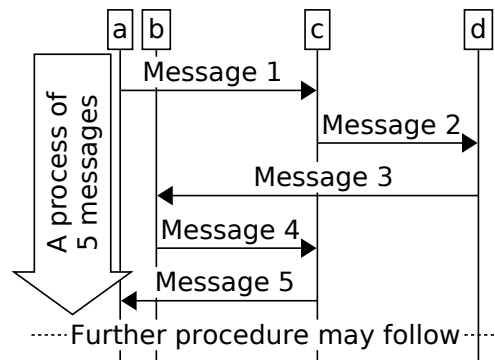 a b c d
Message 1
Message 2
Message 3
Message 4
Message 5
A process of
5 messages
Further procedure may follow